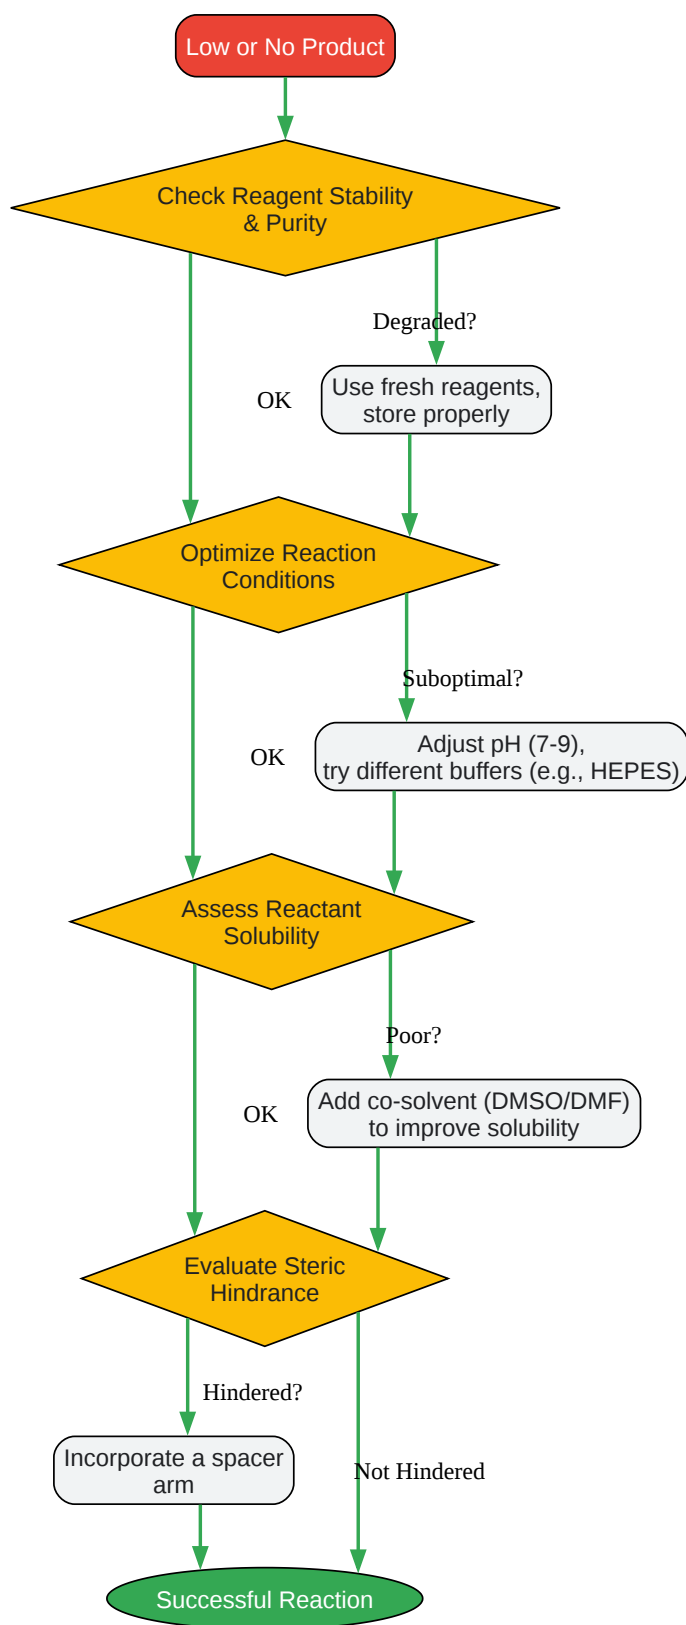 Low or No Product
Check Reagent Stability
& Purity
Degraded?
OK
Use fresh reagents,
store properly
Optimize Reaction
Conditions
Suboptimal?
OK
Adjust pH (7-9),
try different buffers (e.g., HEPES)
Assess Reactant
Solubility
Poor?
OK
Add co-solvent (DMSO/DMF)
to improve solubility
Evaluate Steric
Hindrance
Hindered?
Incorporate a spacer
arm
Not Hindered
Successful Reaction